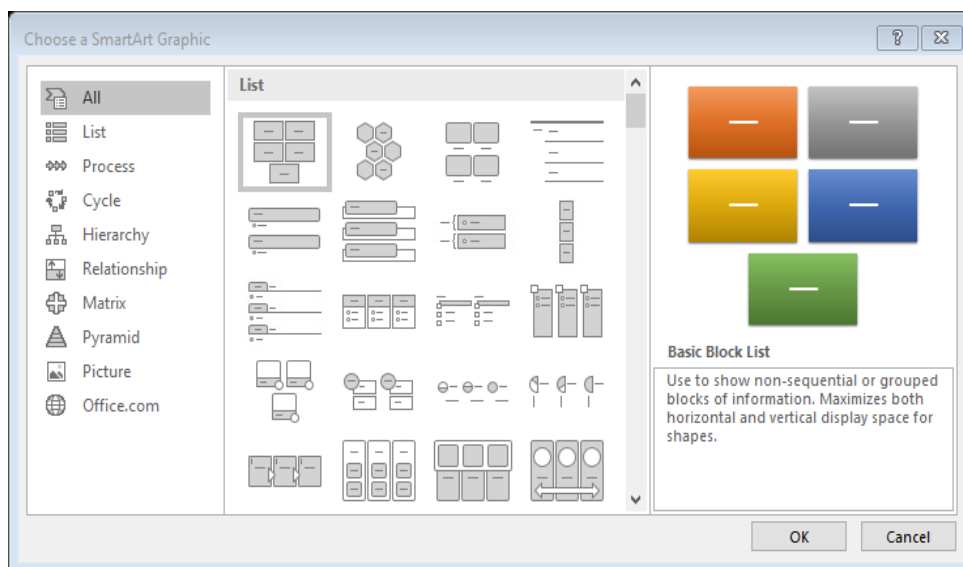 Choose a SmartArt Graphic
All
List
Process
Cycle
Hierarchy
Relationship
Matrix
Pyramid
Picture
Office.com
List
Basic Block List
Use to show non-sequential or grouped
blocks of information. Maximizes both
horizontal and vertical display space for
shapes.
OK
Cancel